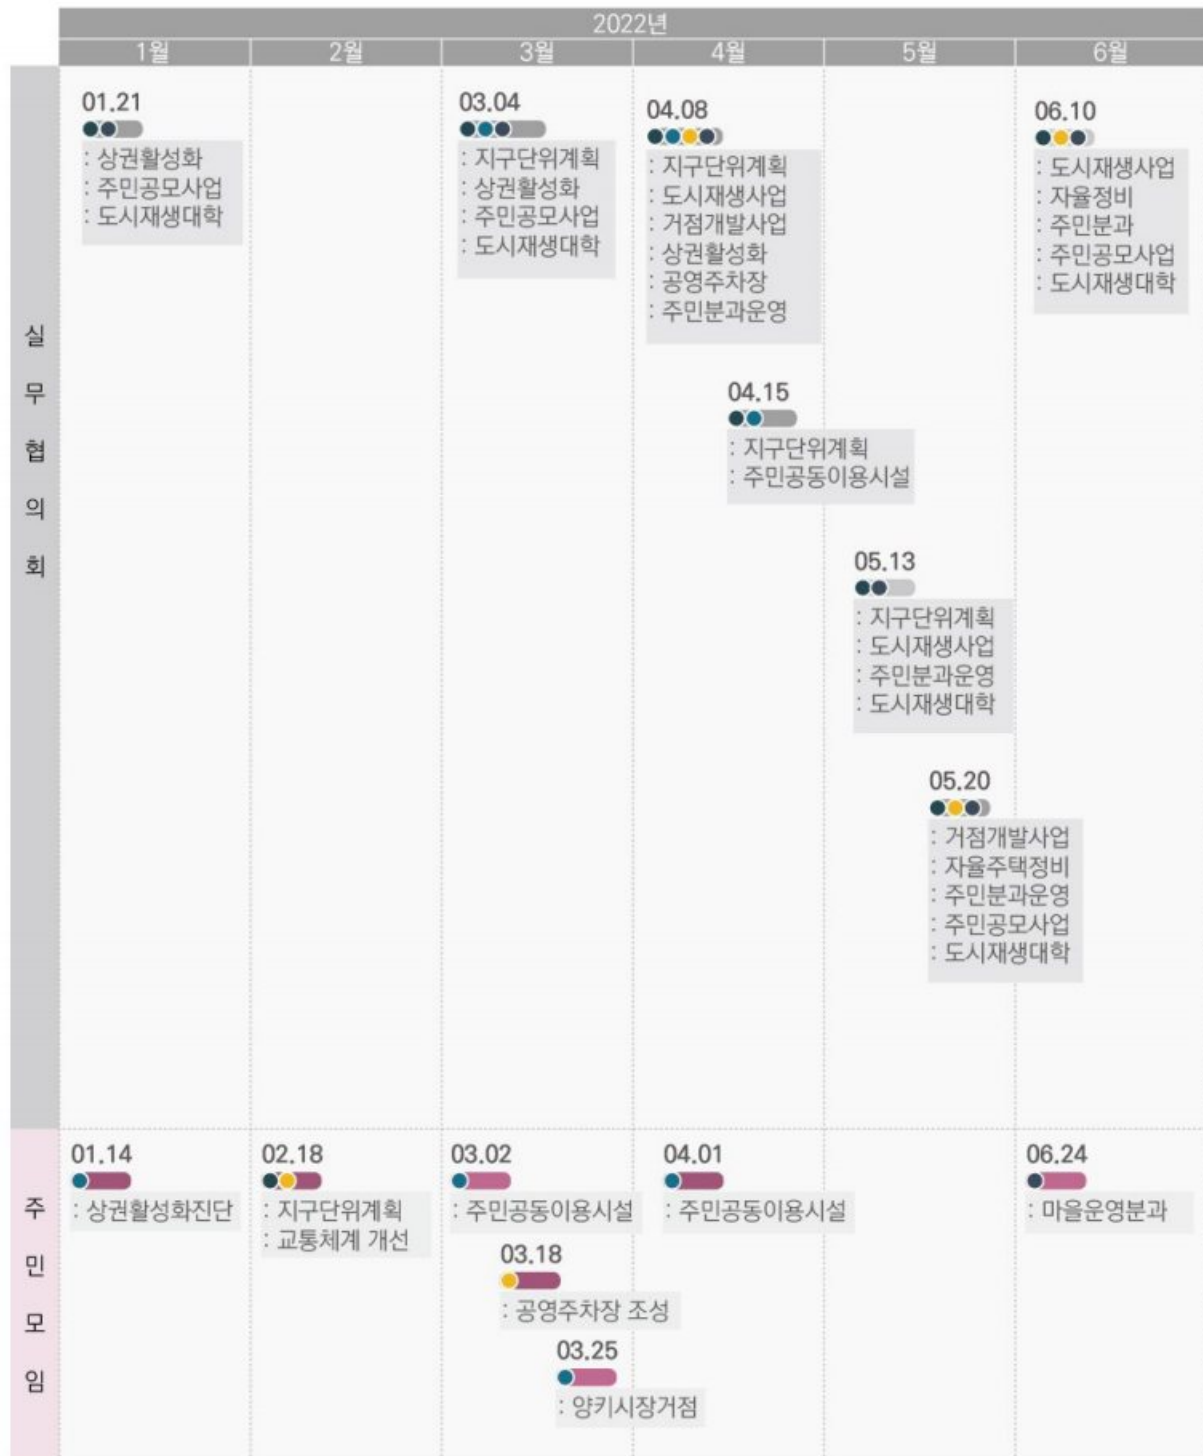 2022년
1월 2월 3월 4월 5월 6월
실무협의회
01.21
: 상권활성화
: 주민공모사업
: 도시재생대학
03.04
: 지구단위계획
: 상권활성화
: 주민공모사업
: 도시재생대학
04.08
: 지구단위계획
: 도시재생사업
: 거점개발사업
: 상권활성화
: 공영주차장
: 주민분과운영
06.10
: 도시재생사업
: 자율정비
: 주민분과
: 주민공모사업
: 도시재생대학
04.15
: 지구단위계획
: 주민공동이용시설
05.13
: 지구단위계획
: 도시재생사업
: 주민분과운영
: 도시재생대학
05.20
: 거점개발사업
: 자율주택정비
: 주민분과운영
: 주민공모사업
: 도시재생대학
주민모임
01.14
: 상권활성화진단
02.18
: 지구단위계획
: 교통체계 개선
03.02
: 주민공동이용시설
04.01
: 주민공동이용시설
06.24
: 마을운영분과
03.18
: 공영주차장 조성
03.25
: 양키시장거점